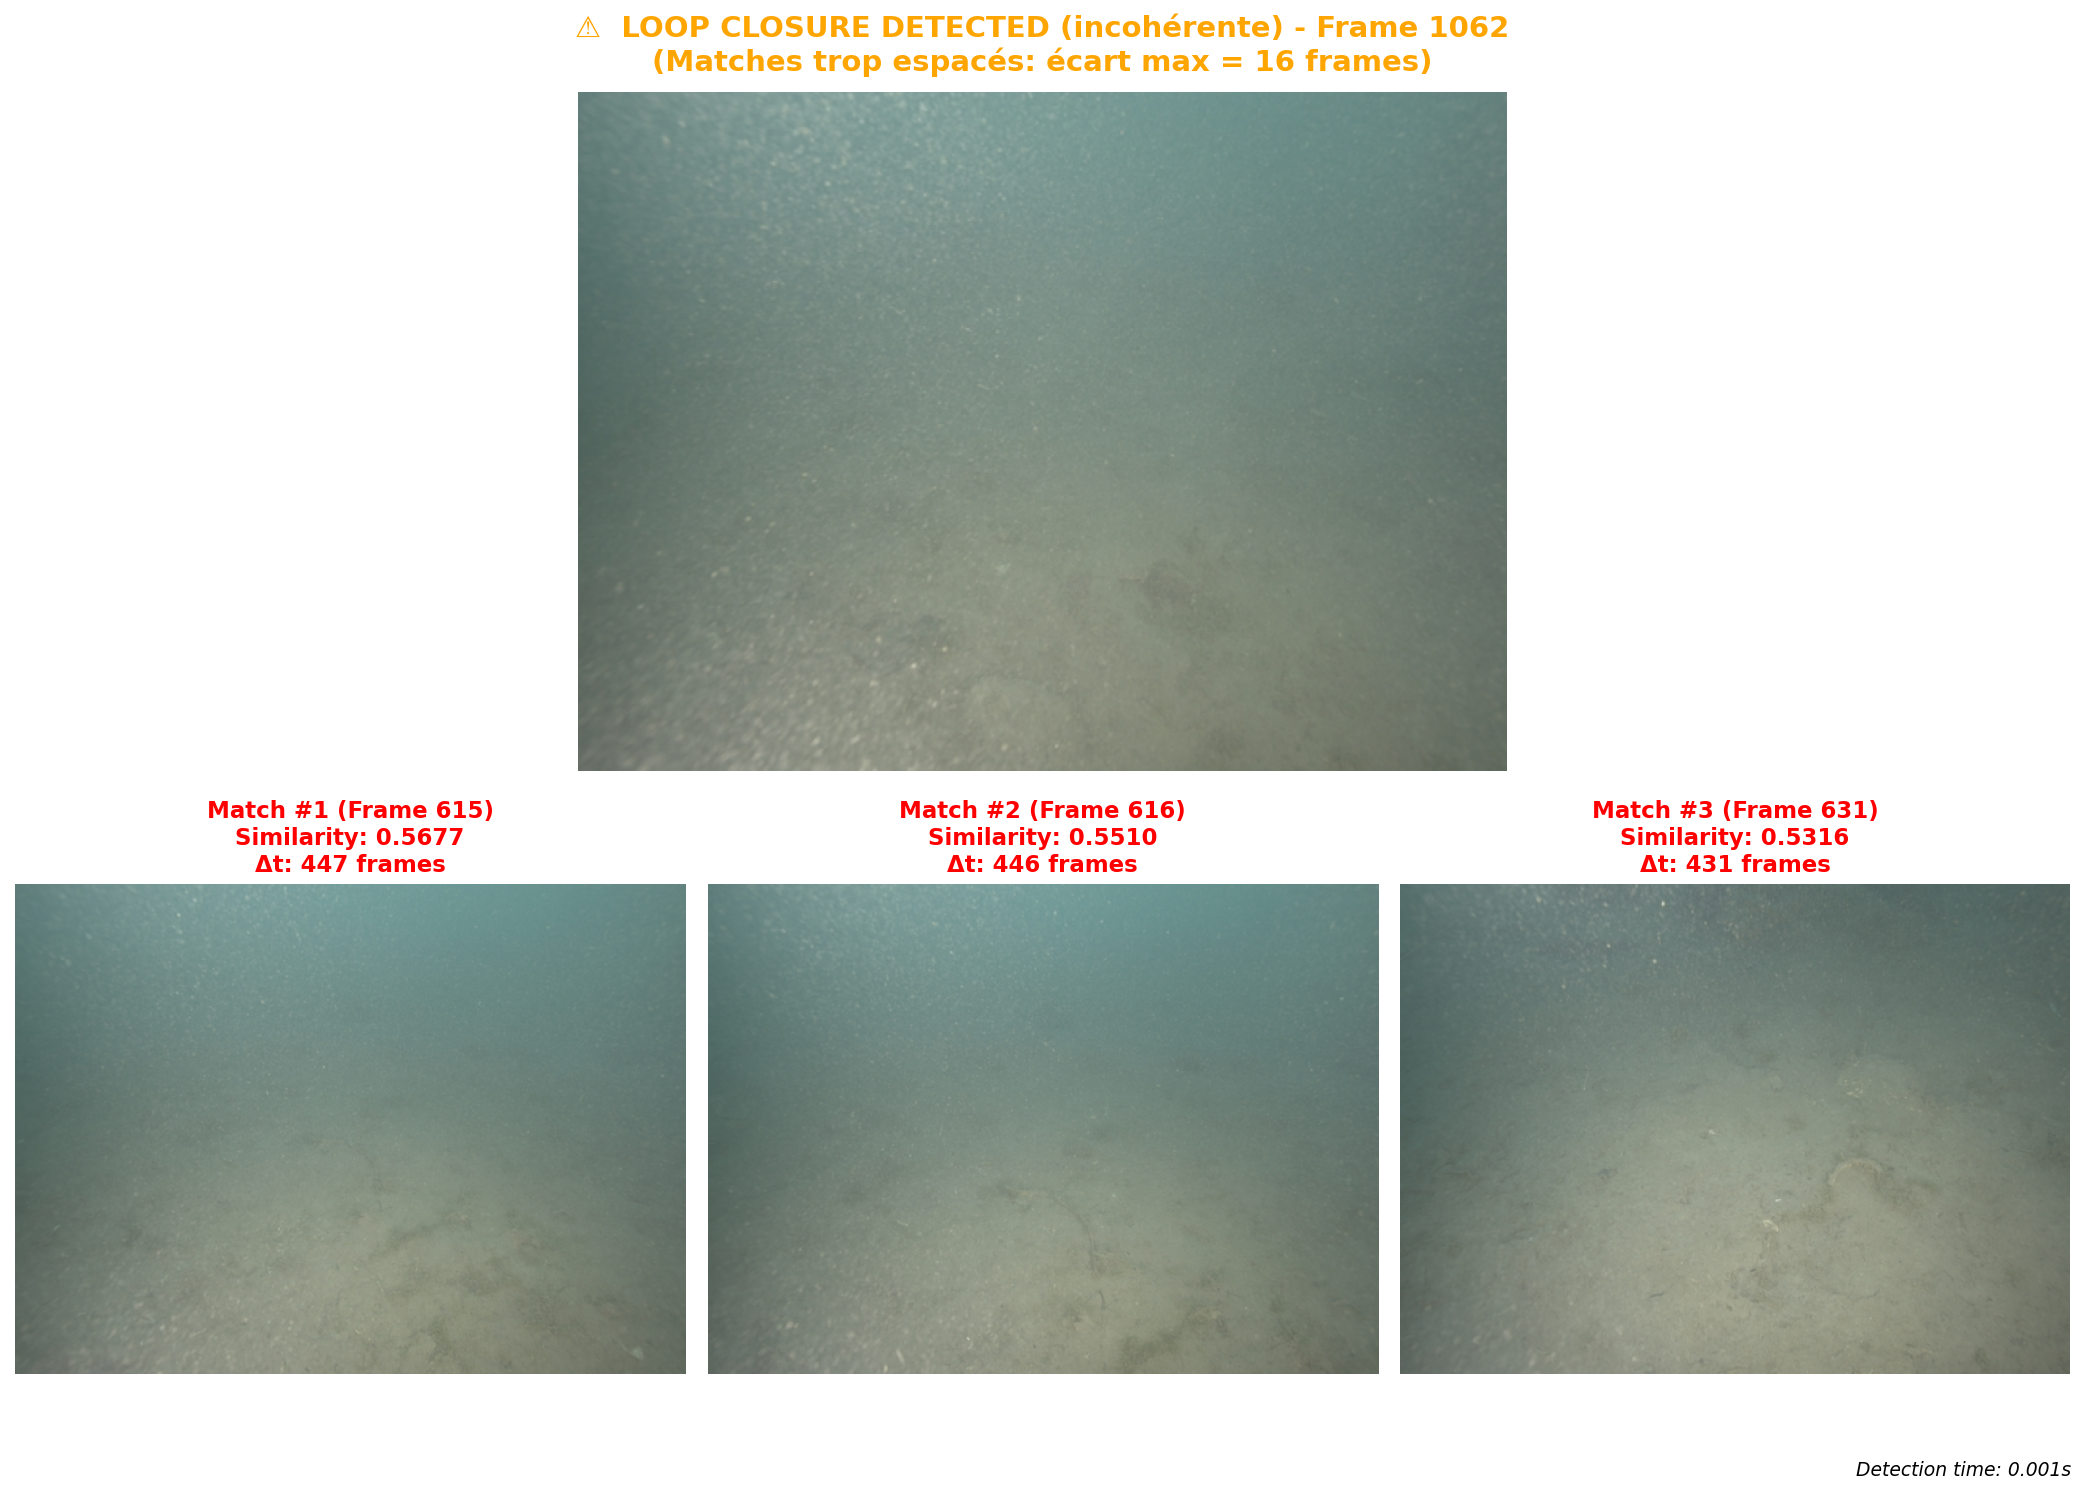 ⚠ LOOP CLOSURE DETECTED (incohérente) - Frame 1062
(Matches trop espacés: écart max = 16 frames)
Match #1 (Frame 615)
Similarity: 0.5677
Δt: 447 frames
Match #2 (Frame 616)
Similarity: 0.5510
Δt: 446 frames
Match #3 (Frame 631)
Similarity: 0.5316
Δt: 431 frames
Detection time: 0.001s